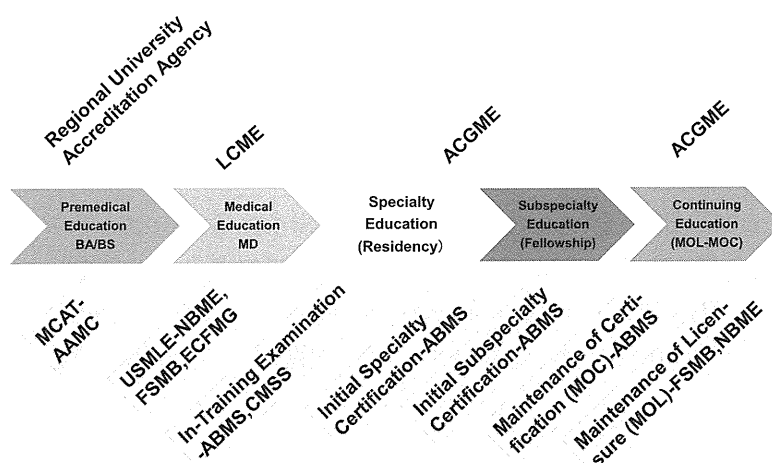 Regional University
Accreditation Agency
LCME
ACGME
ACGME
Premedical
Education
BA/BS
Medical
Education
MD
Specialty
Education
(Residency)
Subspecialty
Education
(Fellowship)
Continuing
Education
(MOL-MOC)
MCAT-
AAMC
USMLE-NBME,
FSMB,ECFMG
In-Training Examination
-ABMS,CMSS
Initial Specialty
Certification-ABMS
Initial Subspecialty
Certification-ABMS
Maintenance of Certi-
fication (MOC)-ABMS
Maintenance of Licen-
sure (MOL)-FSMB,NBME